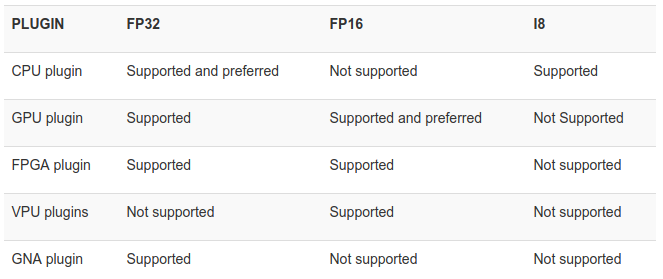 PLUGIN FP32 FP16 I8
CPU plugin Supported and preferred Not supported Supported
GPU plugin Supported Supported and preferred Not Supported
FPGA plugin Supported Supported Not supported
VPU plugins Not supported Supported Not supported
GNA plugin Supported Not supported Not supported